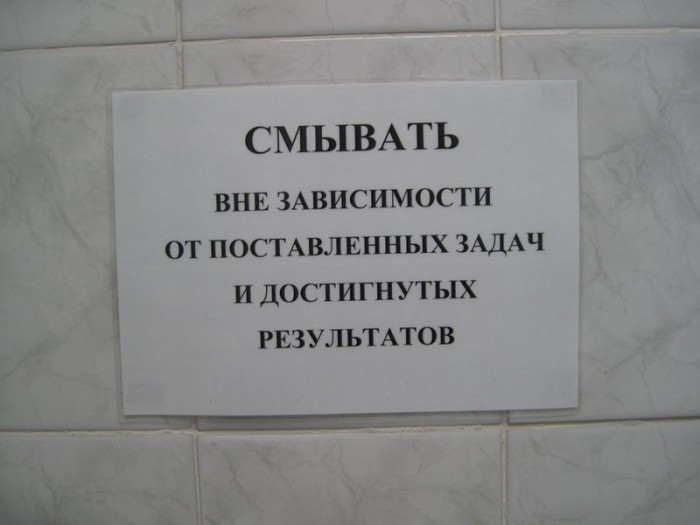 СМЫВАТЬ
ВНЕ ЗАВИСИМОСТИ
ОТ ПОСТАВЛЕННЫХ ЗАДАЧ
И ДОСТИГНУТЫХ
РЕЗУЛЬТАТОВ